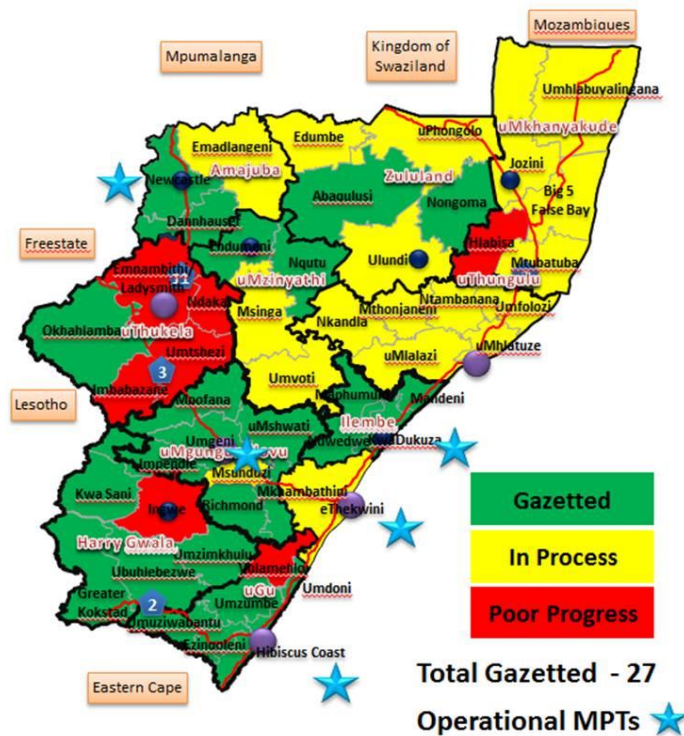 Mozambiques
Mpumalanga
Kingdom of
Swaziland
Umhlabuyalingana
Emadlangeni
Edumbe
uPhongolo
uMkhanyakude
Amajuba
Newcastle
Zululand
Jozini
Abaqulusi
Nongoma
Big 5
False Bay
Dannhauser
Freestate
Endumeni
Nqutu
Ulundi
Hlabisa
Mtubatuba
Emnambithi
Ladysmith
11
uMzinyathi
uThungulu
Ndaka
Msinga
Ntambanana
Mthonjaneni
Umfolozi
Okhahlamba
uThukela
Nkandla
Umtshezi
uMlalazi
uMhlatuze
Imbabazane
3
Umvoti
Lesotho
Maphumulo
Mandeni
Mpofana
uMshwati
Ilembe
Umgeni
Ndwedwe
KwaDukuza
Impendle
Msunduzi
Mkhambathini
Kwa Sani
Richmond
eThekwini
Ingwe
Harry Gwala
Umzimkhulu
Ubuhlebezwe
uGu
Umdoni
Greater
Kokstad
2
Umzumbe
Umuziwabantu
Ezinqoleni
Hibiscus Coast
Eastern Cape
Gazetted
In Process
Poor Progress
Total Gazetted - 27
Operational MPTs